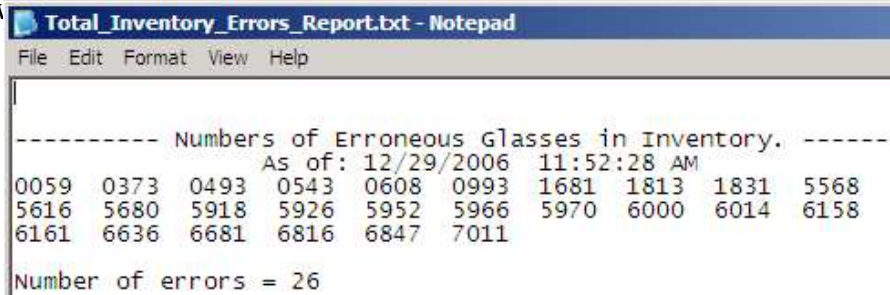 Total_Inventory_Errors_Report.txt - Notepad
File Edit Format View Help
---------- Numbers of Erroneous Glasses in Inventory. ------
As of: 12/29/2006 11:52:28 AM
0059 0373 0493 0543 0608 0993 1681 1813 1831 5568
5616 5680 5918 5926 5952 5966 5970 6000 6014 6158
6161 6636 6681 6816 6847 7011
Number of errors = 26